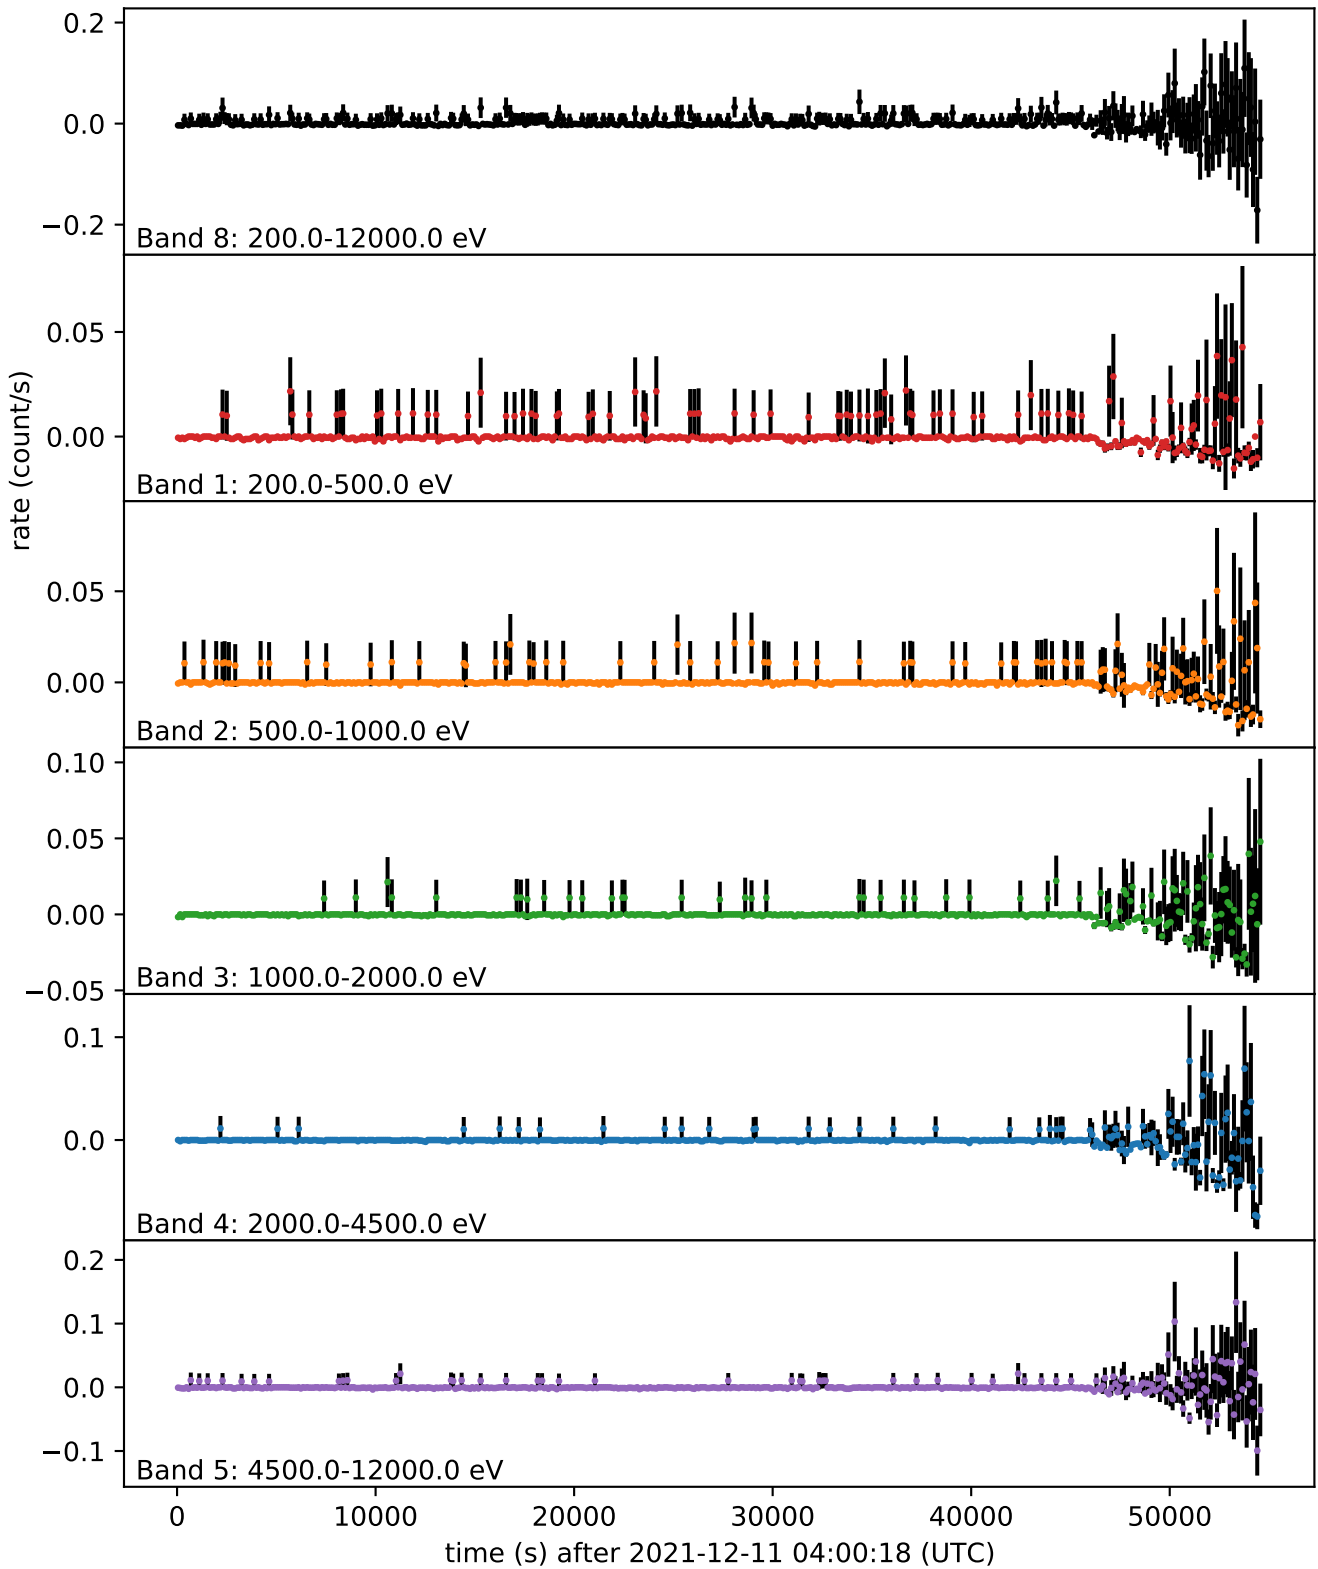 0.2
0.0
−0.2
Band 8: 200.0-12000.0 eV
0.05
0.00
Band 1: 200.0-500.0 eV
rate (count/s)
0.05
0.00
Band 2: 500.0-1000.0 eV
0.10
0.05
0.00
−0.05
Band 3: 1000.0-2000.0 eV
0.1
0.0
Band 4: 2000.0-4500.0 eV
0.2
0.1
0.0
−0.1
Band 5: 4500.0-12000.0 eV
0 10000 20000 30000 40000 50000
time (s) after 2021-12-11 04:00:18 (UTC)